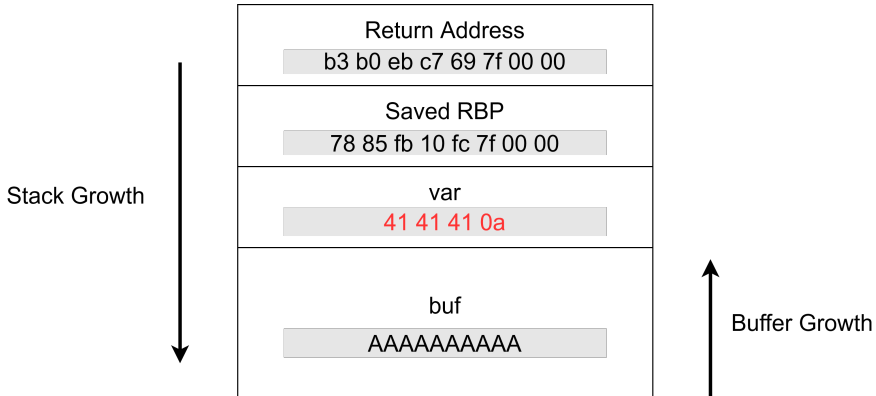 Return Address
b3 b0 eb c7 69 7f 00 00
Saved RBP
78 85 fb 10 fc 7f 00 00
Stack Growth
var
41 41 41 0a
buf
AAAAAAAAAA
Buffer Growth